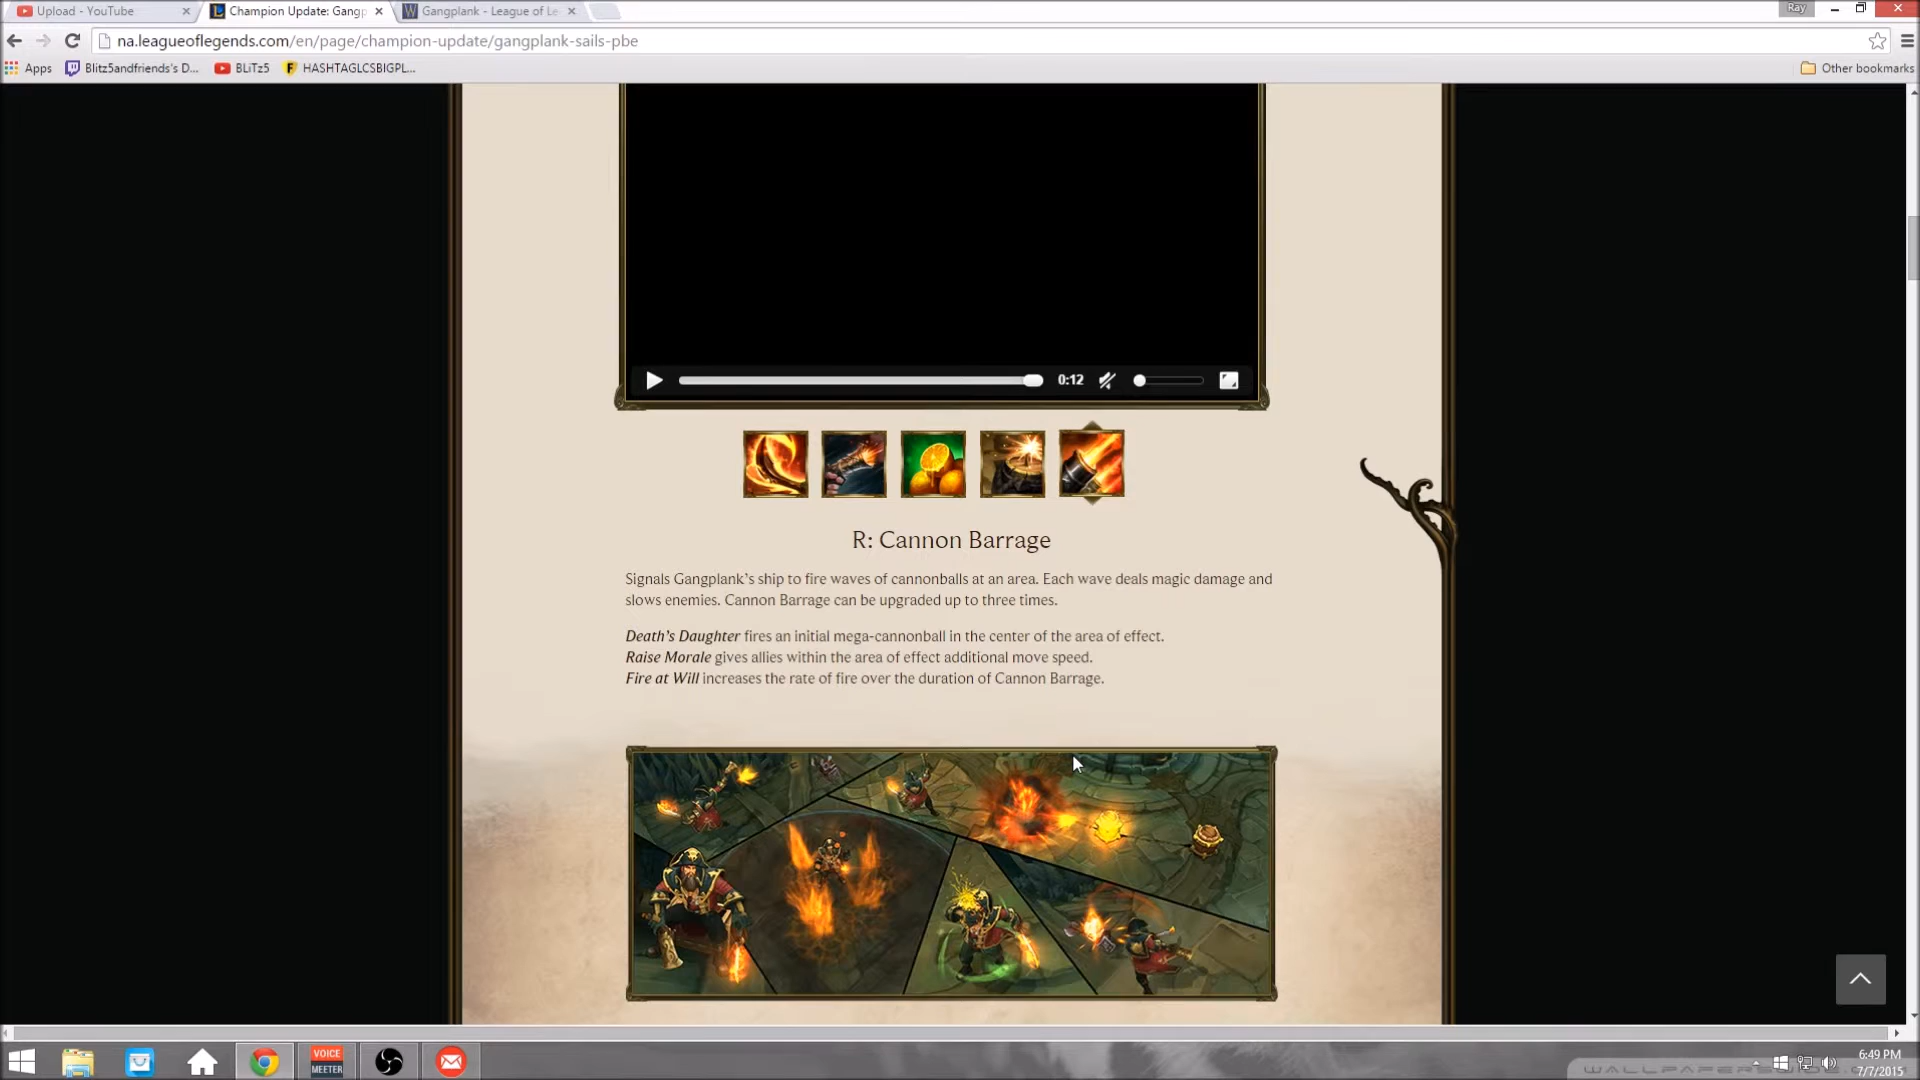 Upload - YouTube
Champion Update: Gangp
Gangplank - League of Le
Ray
na.leagueoflegends.com/en/page/champion-update/gangplank-sails-pbe
Apps
Blitz5andfriends's D...
BLiTz5
HASHTAGLCSBIGPL...
Other bookmarks
0:12
R: Cannon Barrage
Signals Gangplank's ship to fire waves of cannonballs at an area. Each wave deals magic damage and
slows enemies. Cannon Barrage can be upgraded up to three times.
Death's Daughter fires an initial mega-cannonball in the center of the area of effect.
Raise Morale gives allies within the area of effect additional move speed.
Fire at Will increases the rate of fire over the duration of Cannon Barrage.
VOICE
MEETER
6:49 PM
7/7/2015